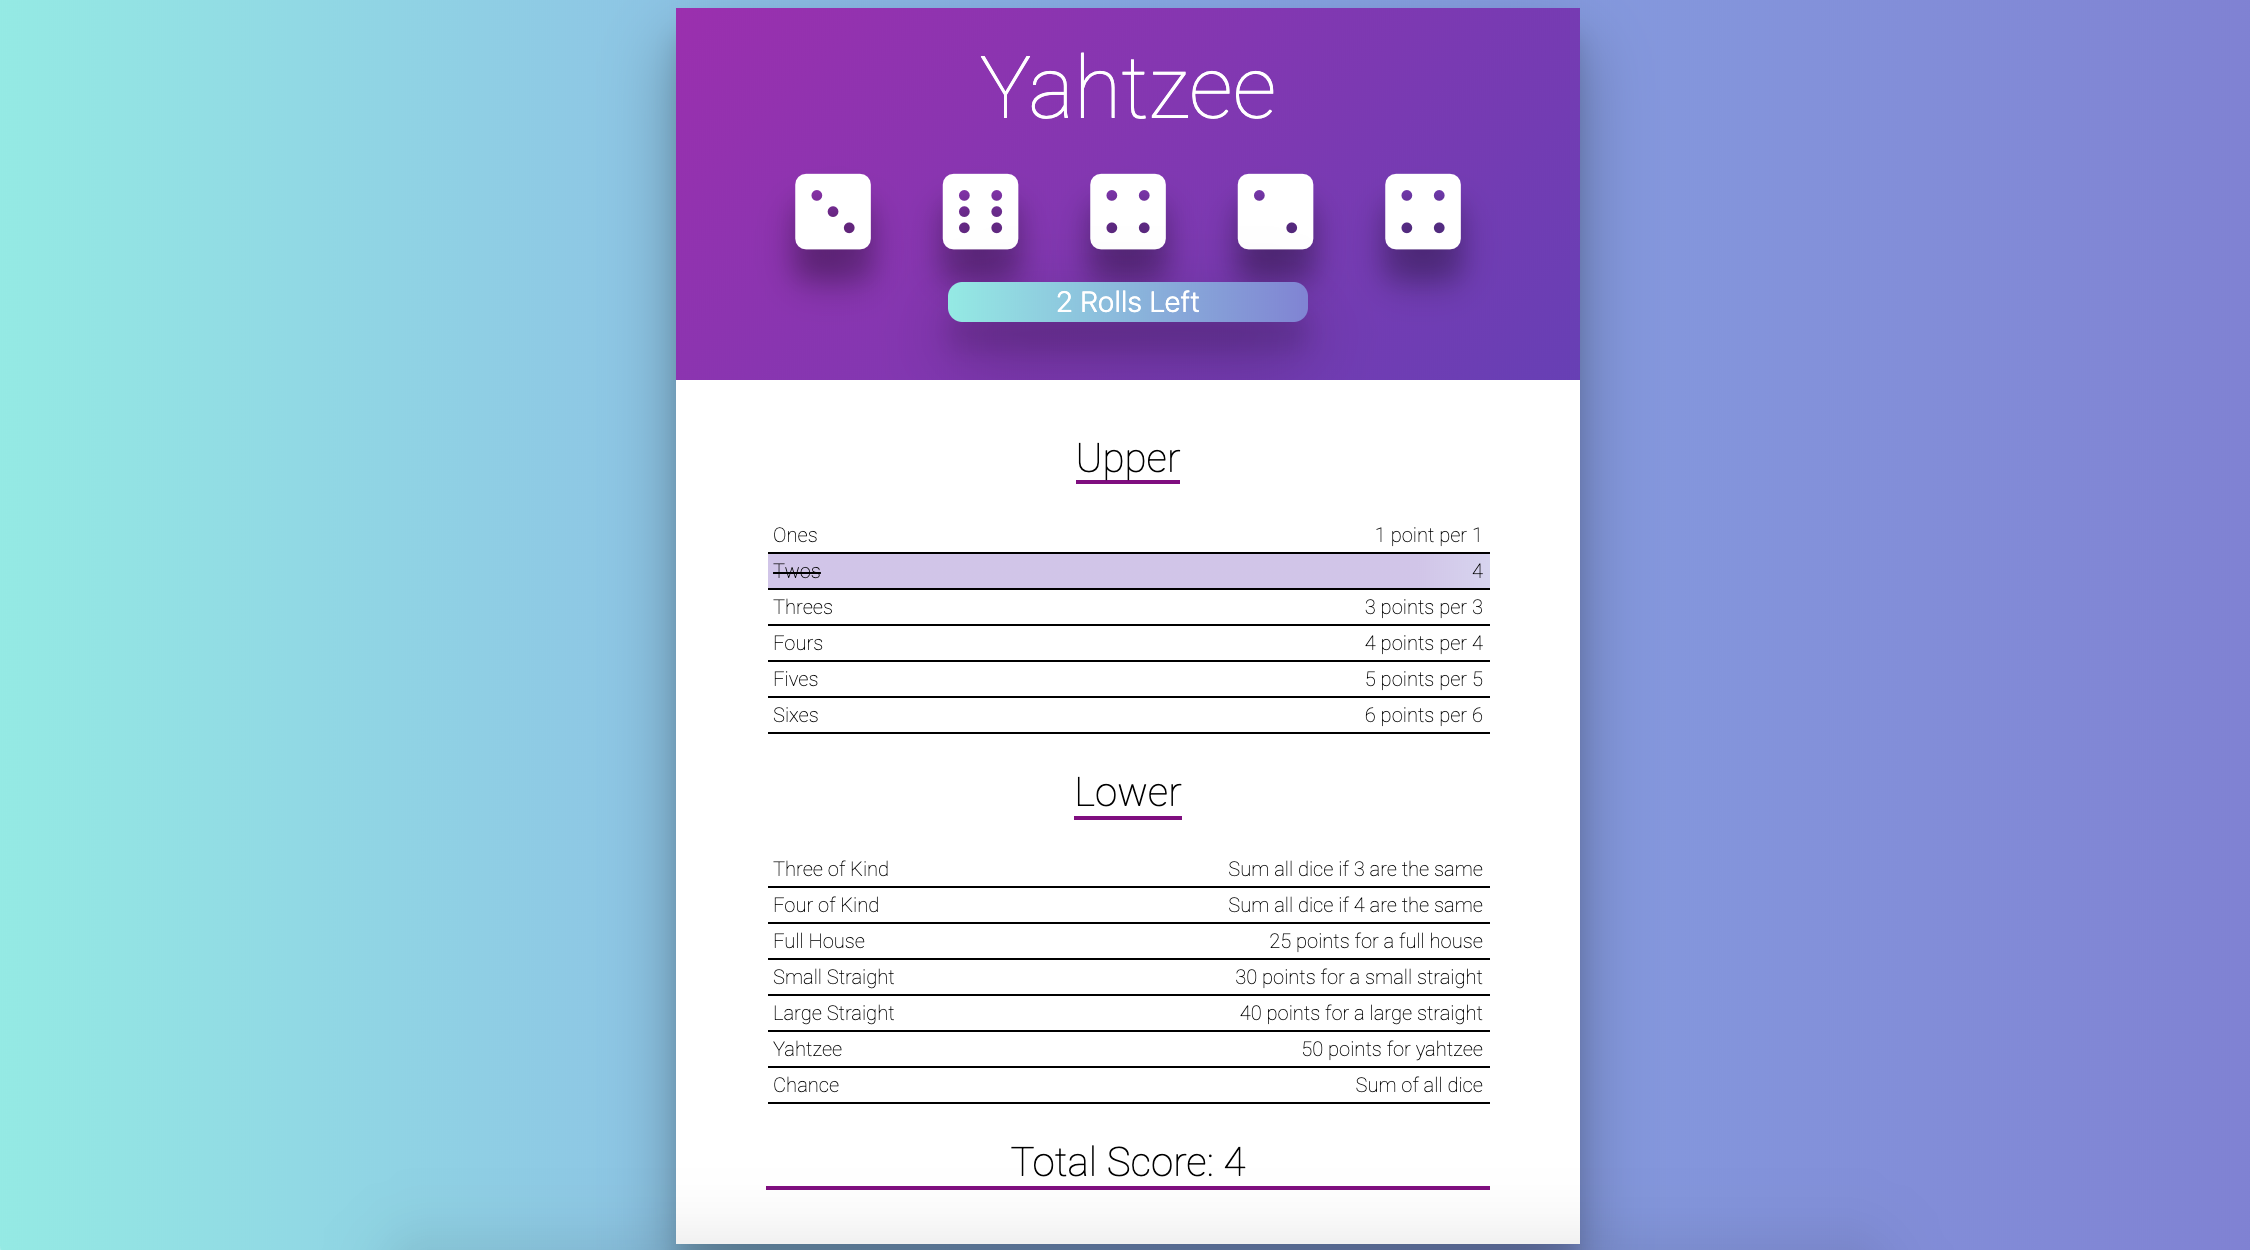 Yahtzee
2 Rolls Left
Upper
Ones 1 point per 1
Twos 4
Threes 3 points per 3
Fours 4 points per 4
Fives 5 points per 5
Sixes 6 points per 6
Lower
Three of Kind Sum all dice if 3 are the same
Four of Kind Sum all dice if 4 are the same
Full House 25 points for a full house
Small Straight 30 points for a small straight
Large Straight 40 points for a large straight
Yahtzee 50 points for yahtzee
Chance Sum of all dice
Total Score: 4